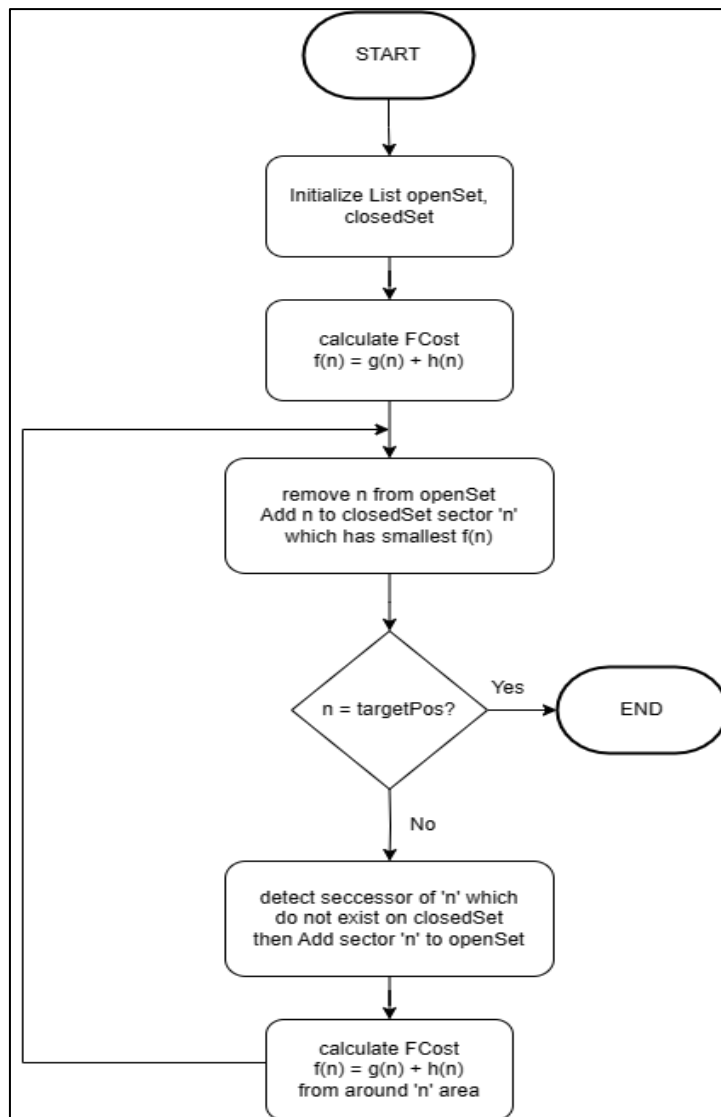 START
Initialize List openSet,
closedSet
calculate FCost
f(n) = g(n) + h(n)
remove n from openSet
Add n to closedSet sector 'n'
which has smallest f(n)
n = targetPos?
Yes
END
No
detect seccessor of 'n' which
do not exist on closedSet
then Add sector 'n' to openSet
calculate FCost
f(n) = g(n) + h(n)
from around 'n' area